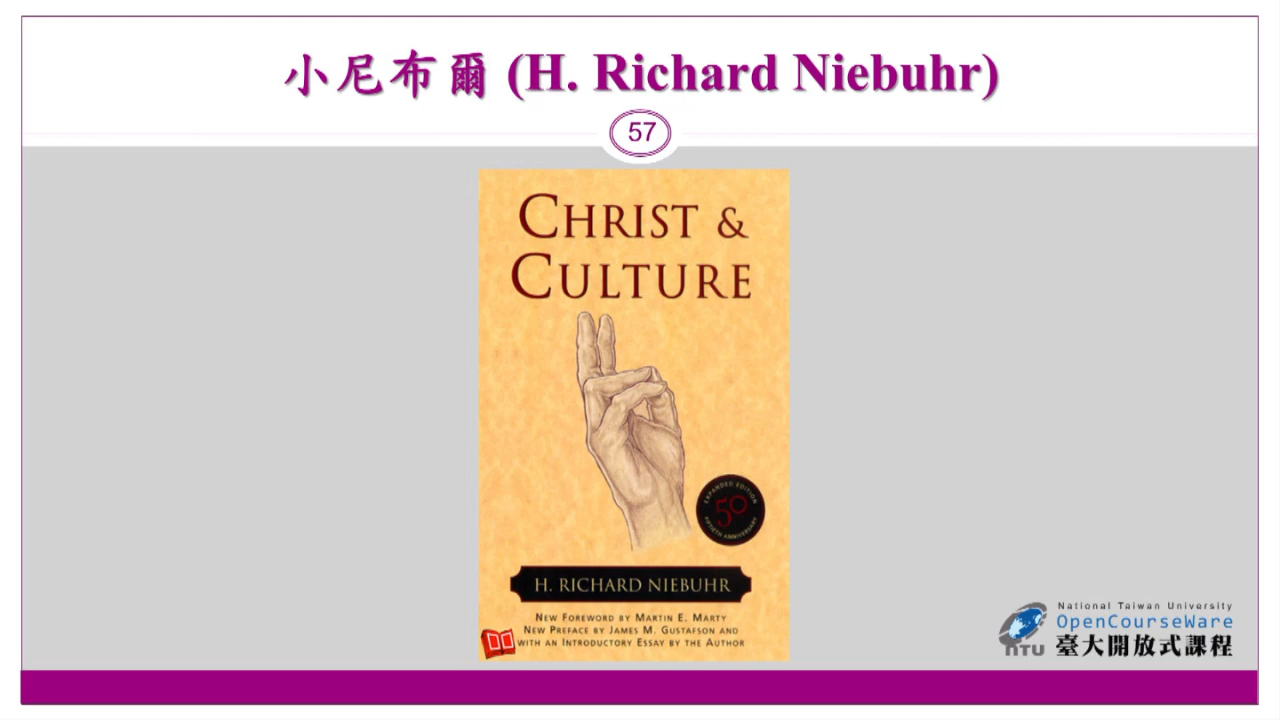 小尼布爾 (H. Richard Niebuhr)
57
CHRIST &
CULTURE
EXPANDED EDITION
50
FIFTIETH ANNIVERSARY
H. RICHARD NIEBUHR
NEW FOREWORD BY MARTIN E. MARTY
NEW PREFACE BY JAMES M. GUSTAFSON AND
WITH AN INTRODUCTORY ESSAY BY THE AUTHOR
National Taiwan University
OpenCourseWare
NTU
臺大開放式課程